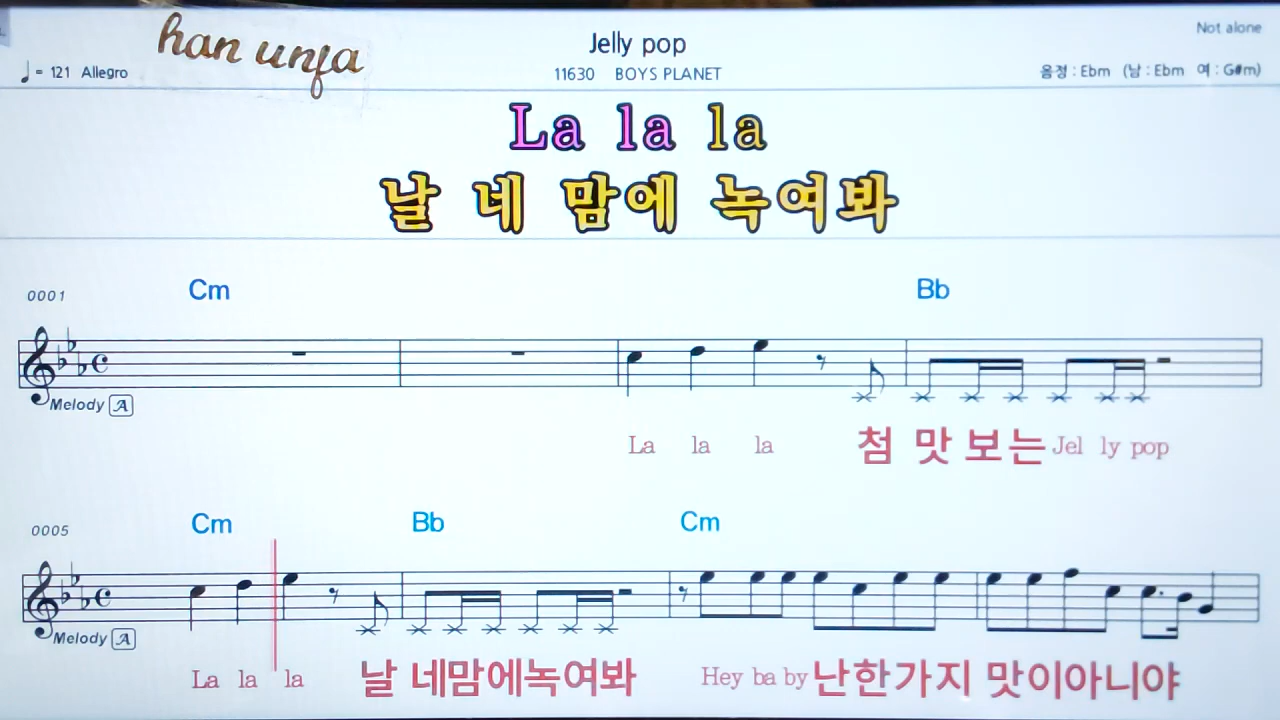 han unfa
Jelly pop
Not alone
♩ = 121 Allegro
11630 BOYS PLANET
음정 : Ebm (남 : Ebm 여 : G#m)
La la la
날 네 맘에 녹여봐
0001 Cm Bb
Melody A
La la la 첨 맛 보는 Jel ly pop
0005 Cm Bb Cm
Melody A
La la la 날 네맘에녹여봐 Hey ba by 난한가지 맛이아니야